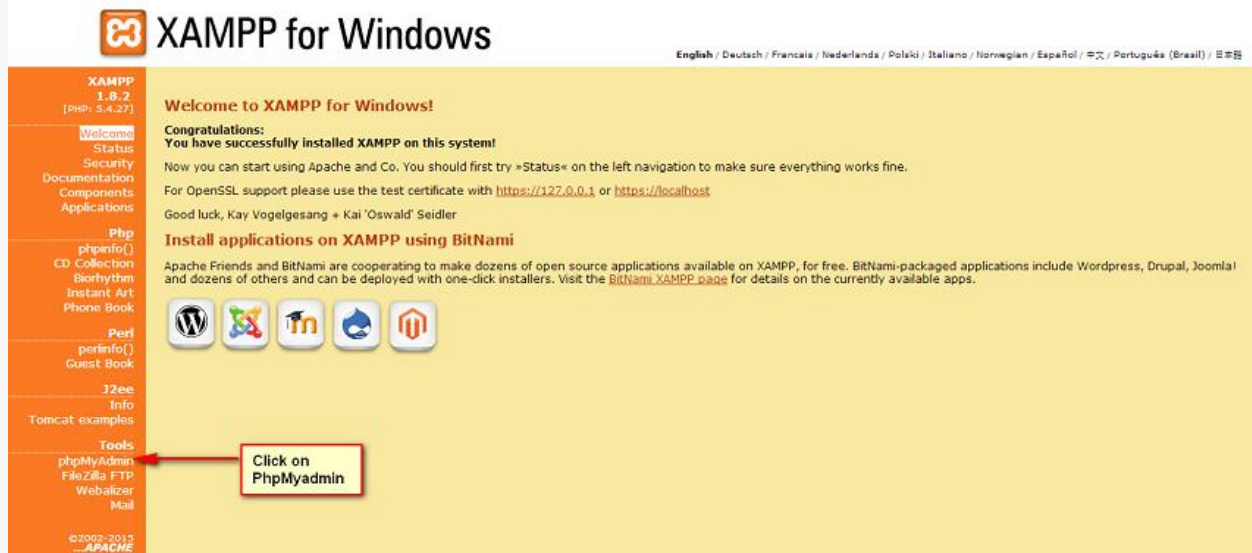 XAMPP for Windows
English / Deutsch / Francais / Nederlands / Polski / Italiano / Norwegian / Español / 中文 / Português (Brasil) / 日本語
XAMPP
1.8.2
[PHP: 5.4.27]
Welcome
Status
Security
Documentation
Components
Applications
Php
phpinfo()
CD Collection
Biorhythm
Instant Art
Phone Book
Perl
perlinfo()
Guest Book
J2ee
Info
Tomcat examples
Tools
phpMyAdmin
FileZilla FTP
Webalizer
Mail
©2002-2015
...APACHE
Welcome to XAMPP for Windows!
Congratulations:
You have successfully installed XAMPP on this system!
Now you can start using Apache and Co. You should first try »Status« on the left navigation to make sure everything works fine.
For OpenSSL support please use the test certificate with https://127.0.0.1 or https://localhost
Good luck, Kay Vogelgesang + Kai 'Oswald' Seidler
Install applications on XAMPP using BitNami
Apache Friends and BitNami are cooperating to make dozens of open source applications available on XAMPP, for free. BitNami-packaged applications include Wordpress, Drupal, Joomla!
and dozens of others and can be deployed with one-click installers. Visit the BitNami XAMPP page for details on the currently available apps.
Click on
PhpMyadmin